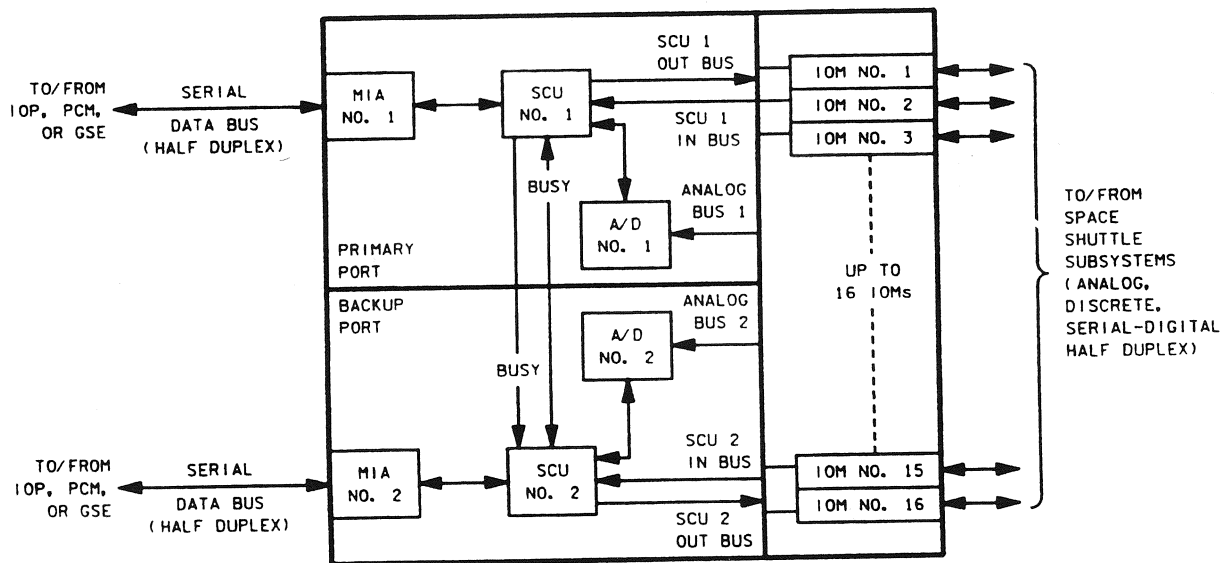 TO/FROM
IOP, PCM,
OR GSE
SERIAL
DATA BUS
(HALF DUPLEX)
MIA
NO. 1
SCU
NO. 1
SCU 1
OUT BUS
SCU 1
IN BUS
BUSY
A/D
NO. 1
ANALOG
BUS 1
PRIMARY
PORT
IOM NO. 1
IOM NO. 2
IOM NO. 3
UP TO
16 IOMs
TO/FROM
SPACE
SHUTTLE
SUBSYSTEMS
(ANALOG,
DISCRETE,
SERIAL-DIGITAL
HALF DUPLEX)
BACKUP
PORT
ANALOG
BUS 2
A/D
NO. 2
BUSY
TO/FROM
IOP, PCM,
OR GSE
SERIAL
DATA BUS
(HALF DUPLEX)
MIA
NO. 2
SCU
NO. 2
SCU 2
IN BUS
SCU 2
OUT BUS
IOM NO. 15
IOM NO. 16